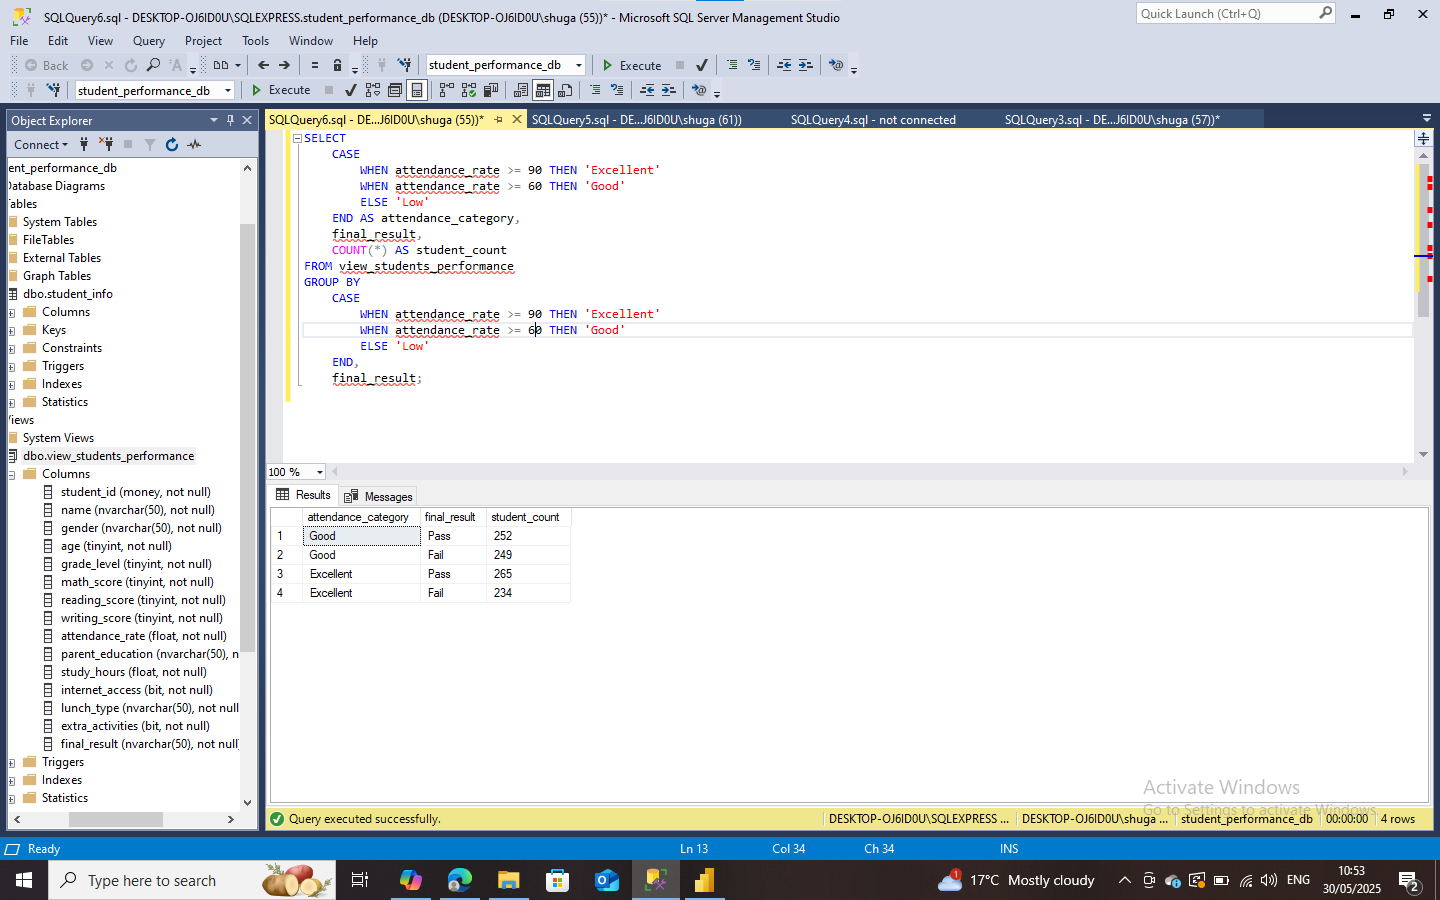 SQLQuery6.sql - DESKTOP-OJ6ID0U\SQLEXPRESS.student_performance_db (DESKTOP-OJ6ID0U\shuga (55))* - Microsoft SQL Server Management Studio
Quick Launch (Ctrl+Q)
File Edit View Query Project Tools Window Help
Back student_performance_db Execute
student_performance_db Execute
Object Explorer
SQLQuery6.sql - DE...J6ID0U\shuga (55))* SQLQuery5.sql - DE...J6ID0U\shuga (61)) SQLQuery4.sql - not connected SQLQuery3.sql - DE...J6ID0U\shuga (57))*
Connect
ent_performance_db
Database Diagrams
ables
System Tables
FileTables
External Tables
Graph Tables
dbo.student_info
Columns
Keys
Constraints
Triggers
Indexes
Statistics
iews
System Views
dbo.view_students_performance
Columns
student_id (money, not null)
name (nvarchar(50), not null)
gender (nvarchar(50), not null)
age (tinyint, not null)
grade_level (tinyint, not null)
math_score (tinyint, not null)
reading_score (tinyint, not null)
writing_score (tinyint, not null)
attendance_rate (float, not null)
parent_education (nvarchar(50), n
study_hours (float, not null)
internet_access (bit, not null)
lunch_type (nvarchar(50), not null
extra_activities (bit, not null)
final_result (nvarchar(50), not null)
Triggers
Indexes
Statistics
SELECT
CASE
WHEN attendance_rate >= 90 THEN 'Excellent'
WHEN attendance_rate >= 60 THEN 'Good'
ELSE 'Low'
END AS attendance_category,
final_result,
COUNT(*) AS student_count
FROM view_students_performance
GROUP BY
CASE
WHEN attendance_rate >= 90 THEN 'Excellent'
WHEN attendance_rate >= 60 THEN 'Good'
ELSE 'Low'
END,
final_result;
100 %
Results Messages
attendance_category final_result student_count
1 Good Pass 252
2 Good Fail 249
3 Excellent Pass 265
4 Excellent Fail 234
Activate Windows
Go to Settings to activate Windows.
Query executed successfully. DESKTOP-OJ6ID0U\SQLEXPRESS ... DESKTOP-OJ6ID0U\shuga ... student_performance_db 00:00:00 4 rows
Ready Ln 13 Col 34 Ch 34 INS
Type here to search
1 17°C Mostly cloudy ENG 10:53
30/05/2025
2